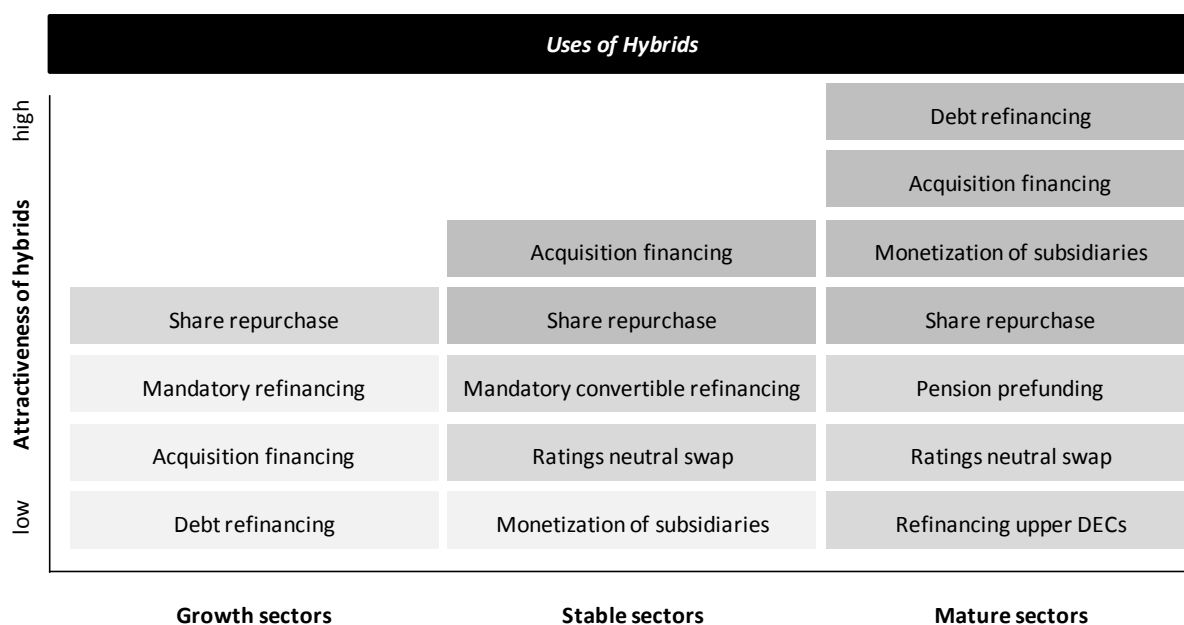 Uses of Hybrids
high
Attractiveness of hybrids
low
Debt refinancing
Acquisition financing
Acquisition financing
Monetization of subsidiaries
Share repurchase
Share repurchase
Share repurchase
Mandatory refinancing
Mandatory convertible refinancing
Pension prefunding
Acquisition financing
Ratings neutral swap
Ratings neutral swap
Debt refinancing
Monetization of subsidiaries
Refinancing upper DECs
Growth sectors
Stable sectors
Mature sectors